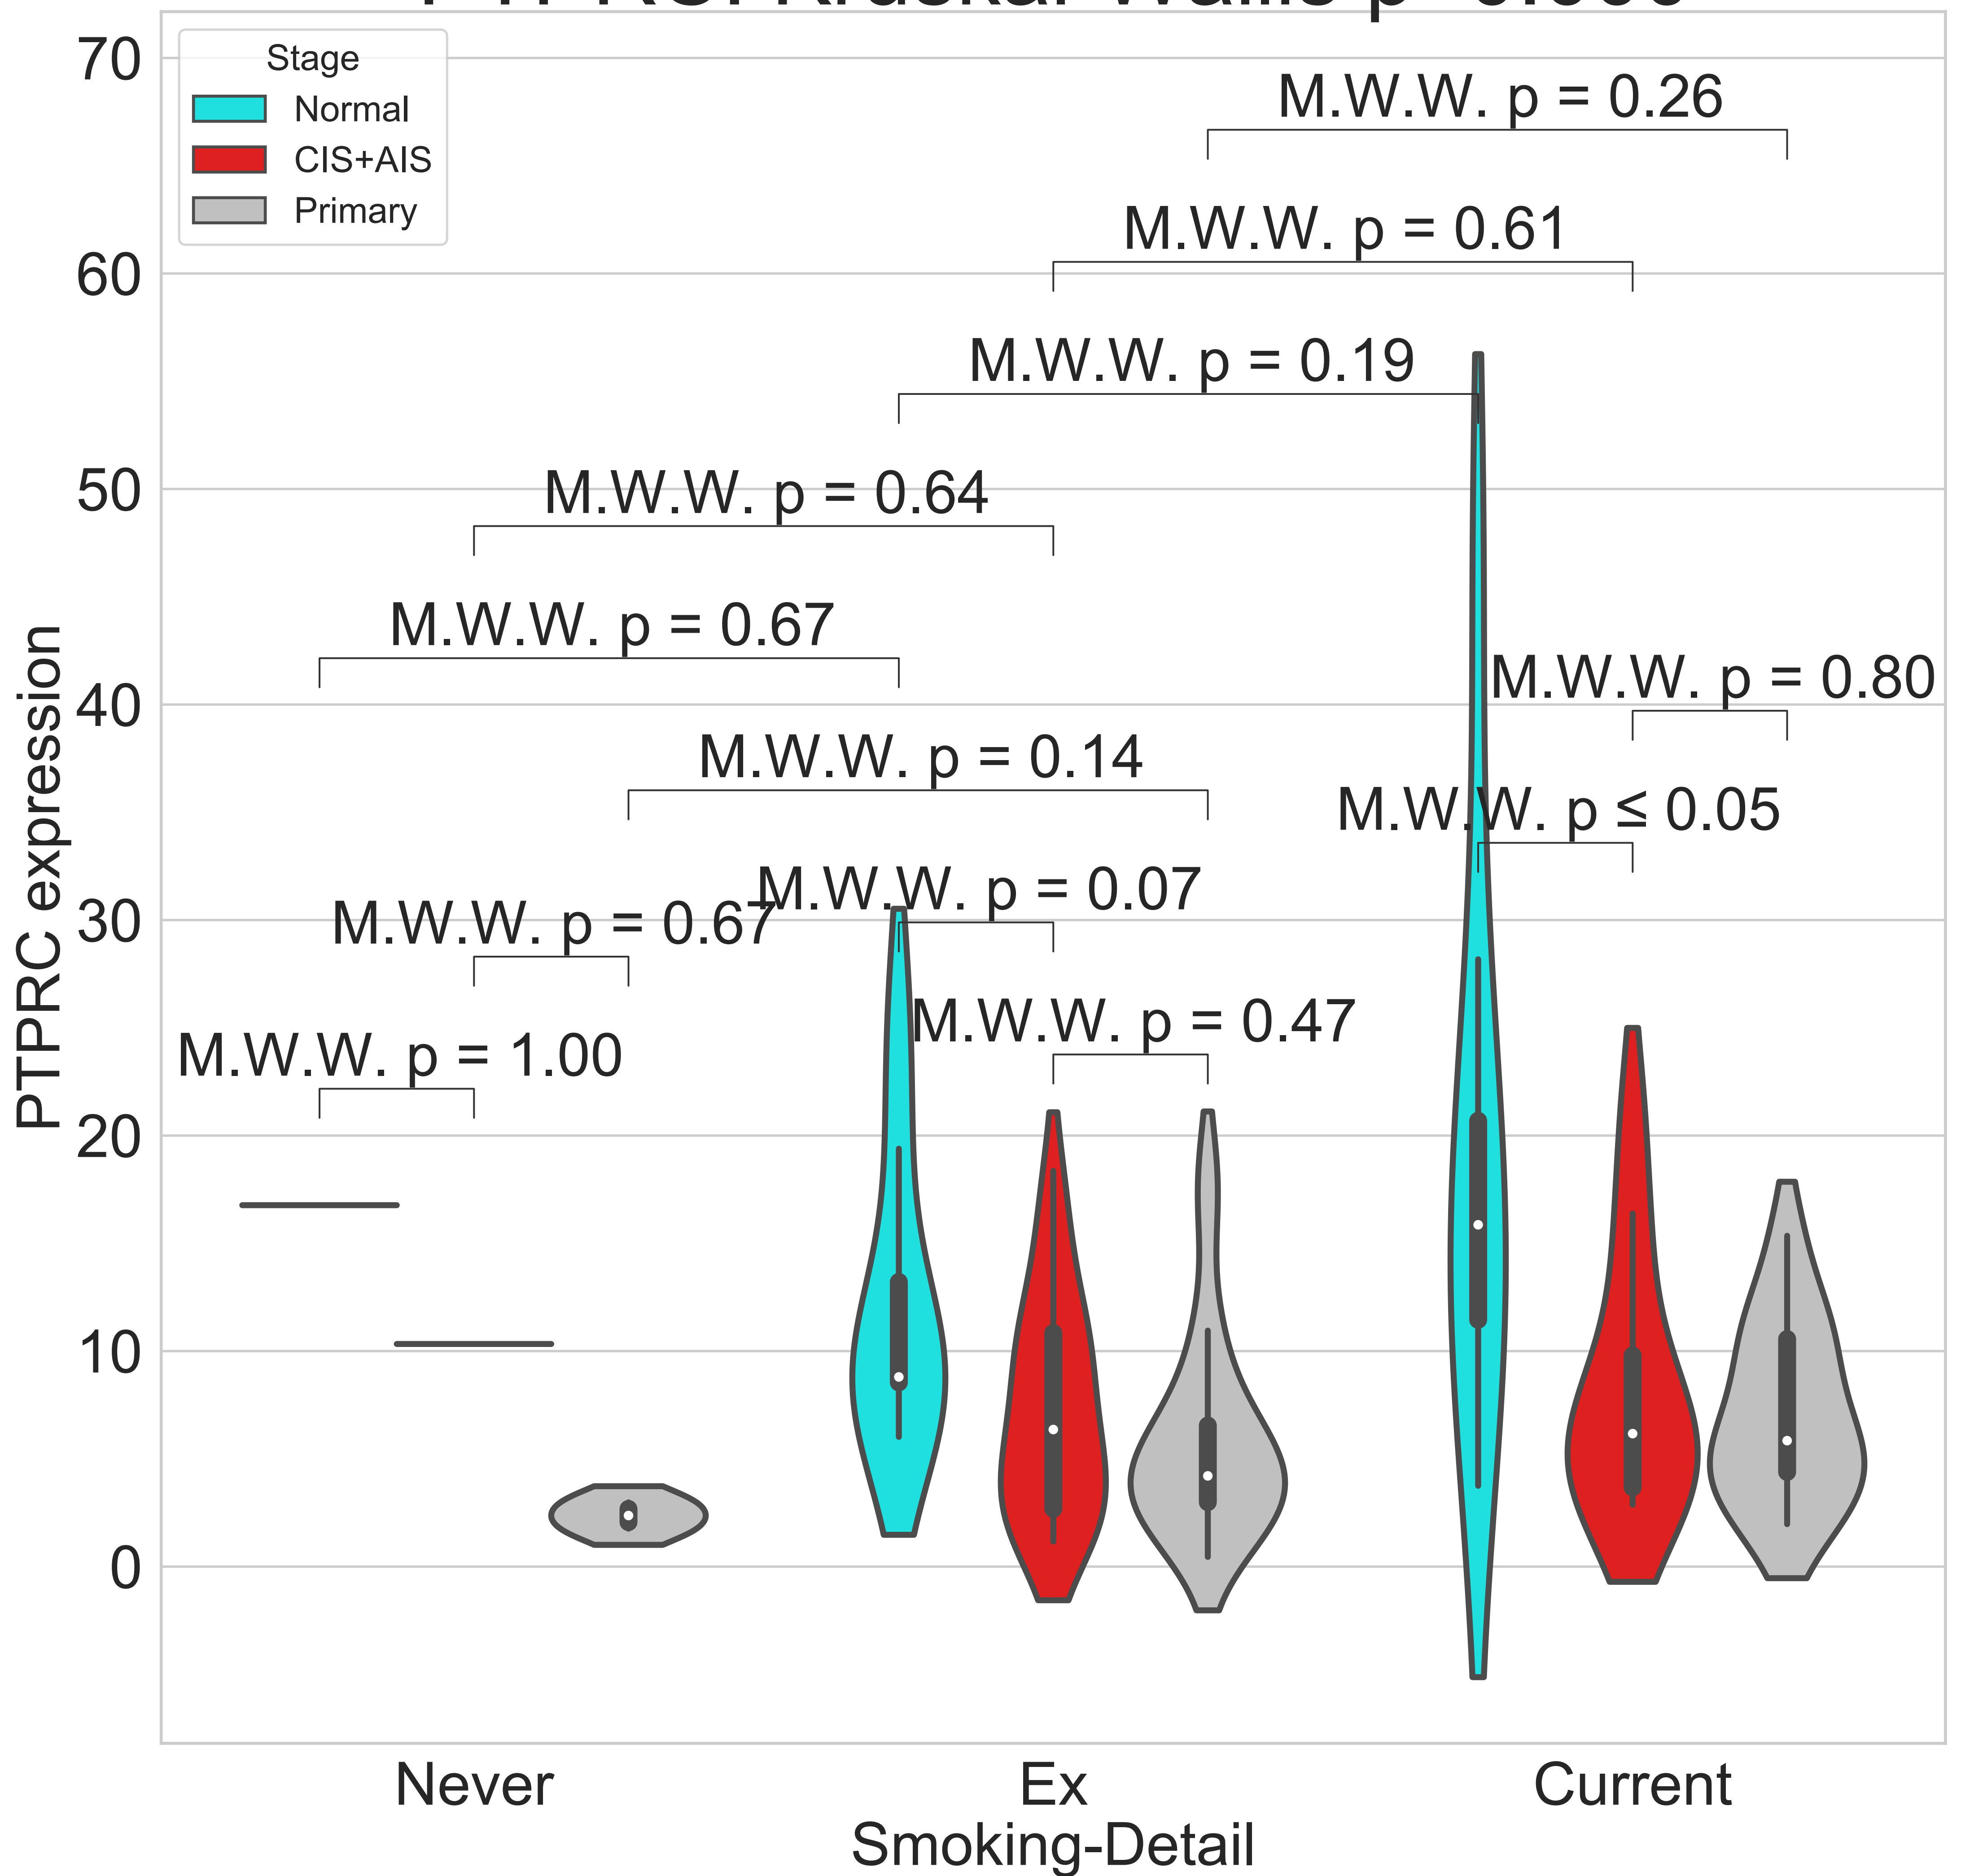 70
60
50
40
30
20
10
0
PTPRC expression
Stage
Normal
CIS+AIS
Primary
M.W.W. p = 0.26
M.W.W. p = 0.61
M.W.W. p = 0.19
M.W.W. p = 0.64
M.W.W. p = 0.67
M.W.W. p = 0.80
M.W.W. p = 0.14
M.W.W. p ≤ 0.05
M.W.W. p = 0.07
M.W.W. p = 0.67
M.W.W. p = 0.47
M.W.W. p = 1.00
Never
Ex
Current
Smoking-Detail